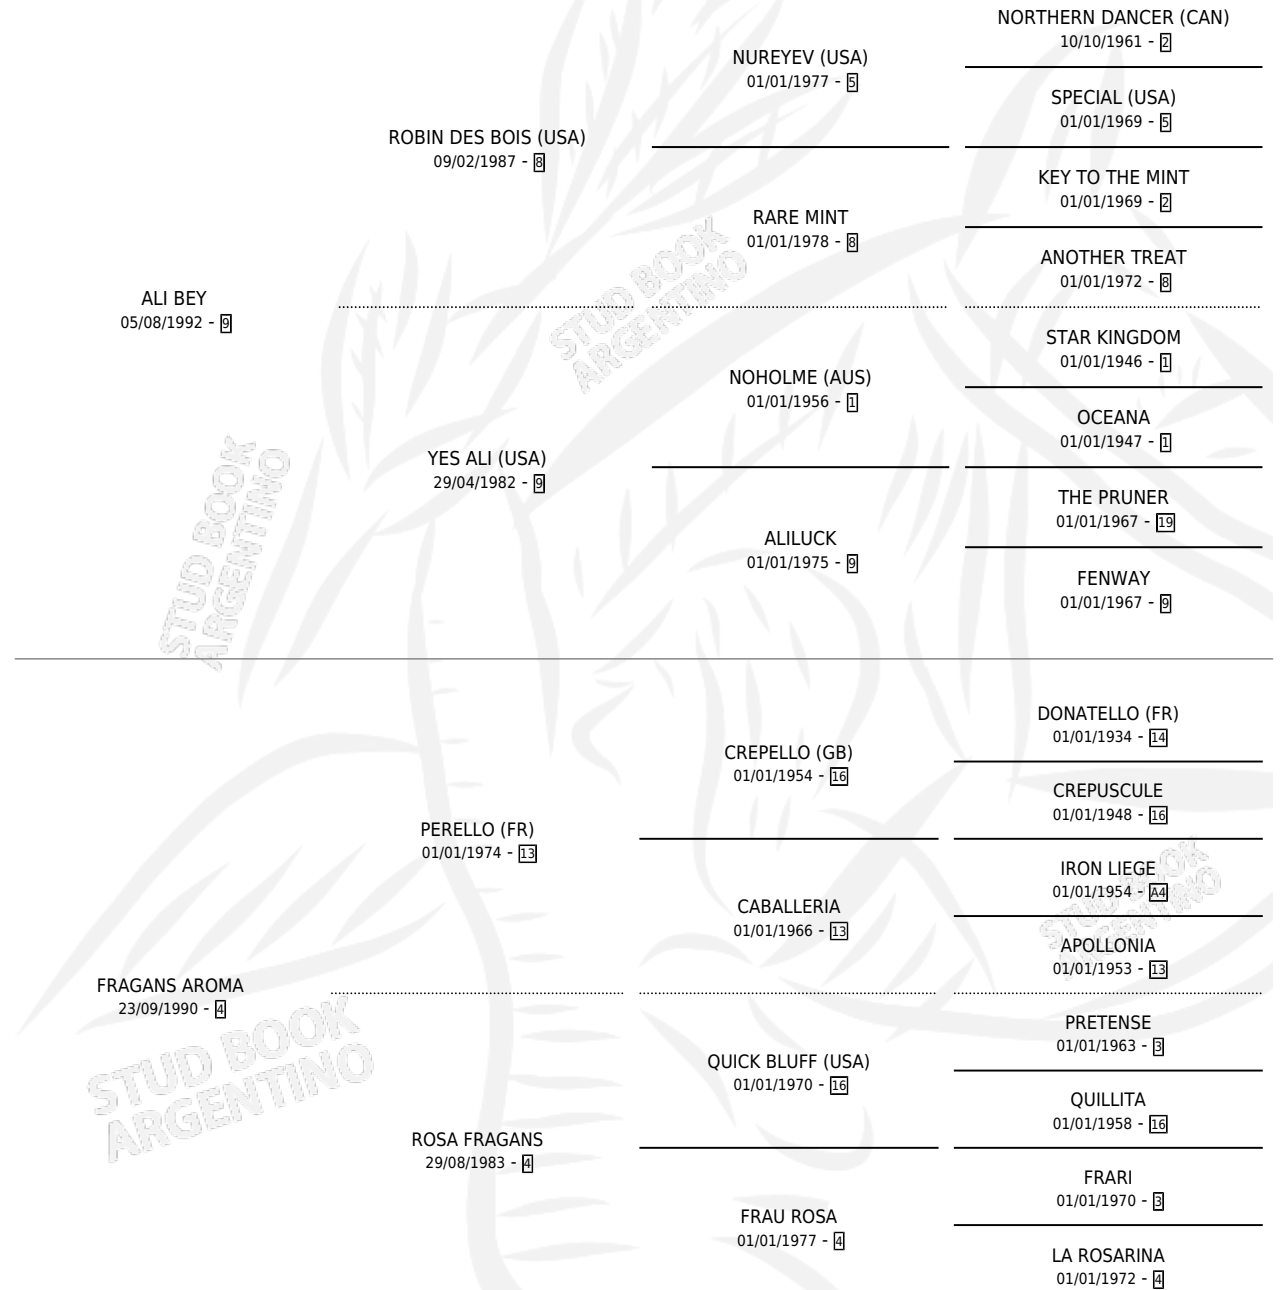 NORTHERN DANCER (CAN)
10/10/1961 - 2
NUREYEV (USA)
01/01/1977 - 5
SPECIAL (USA)
01/01/1969 - 5
ROBIN DES BOIS (USA)
09/02/1987 - 8
KEY TO THE MINT
01/01/1969 - 2
RARE MINT
01/01/1978 - 8
ANOTHER TREAT
01/01/1972 - 8
ALI BEY
05/08/1992 - 9
STUD BOOK
ARGENTINO
STAR KINGDOM
01/01/1946 - 1
NOHOLME (AUS)
01/01/1956 - 1
OCEANA
01/01/1947 - 1
YES ALI (USA)
29/04/1982 - 9
THE PRUNER
01/01/1967 - 19
ALILUCK
01/01/1975 - 9
FENWAY
01/01/1967 - 9
STUD BOOK
ARGENTINO
DONATELLO (FR)
01/01/1934 - 14
CREPELLO (GB)
01/01/1954 - 16
CREPUSCULE
01/01/1948 - 16
PERELLO (FR)
01/01/1974 - 13
IRON LIEGE
01/01/1954 - A4
CABALLERIA
01/01/1966 - 13
STUD BOOK
ARGENTINO
APOLLONIA
01/01/1953 - 13
FRAGANS AROMA
23/09/1990 - 4
PRETENSE
01/01/1963 - 3
STUD BOOK
ARGENTINO
QUICK BLUFF (USA)
01/01/1970 - 16
QUILLITA
01/01/1958 - 16
ROSA FRAGANS
29/08/1983 - 4
FRARI
01/01/1970 - 3
FRAU ROSA
01/01/1977 - 4
LA ROSARINA
01/01/1972 - 4